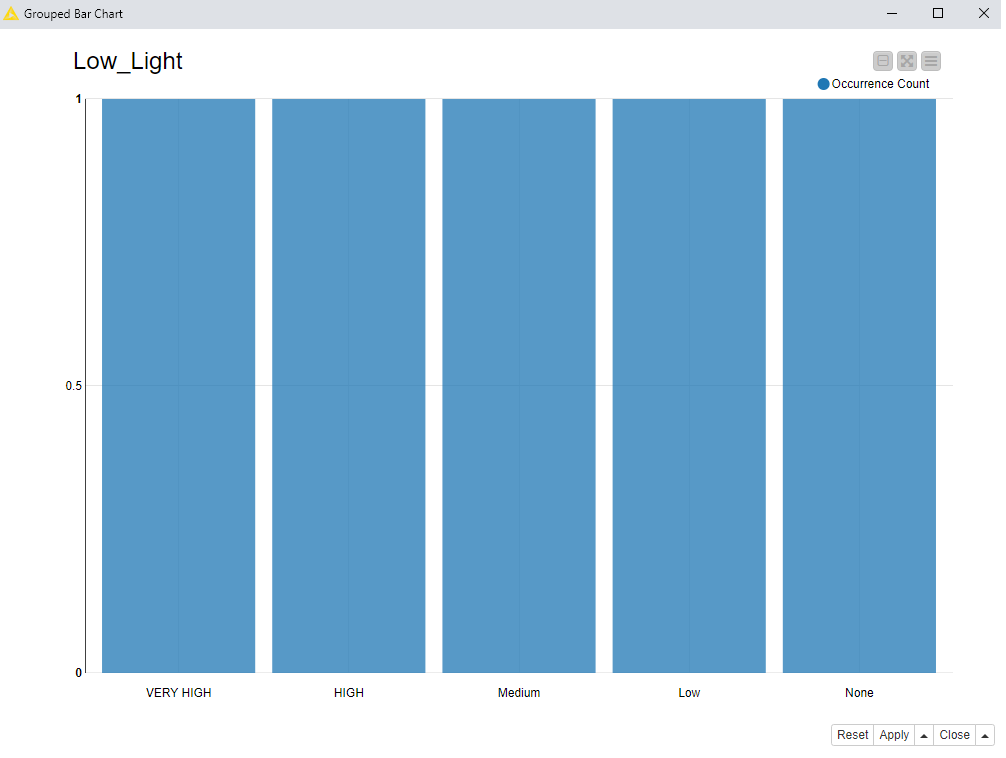 Grouped Bar Chart
Low_Light
Occurrence Count
1
0.5
0
VERY HIGH HIGH Medium Low None
Reset Apply Close